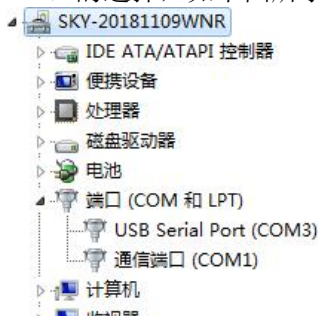 SKY-20181109WNR
IDE ATA/ATAPI 控制器
便携设备
处理器
磁盘驱动器
电池
端口 (COM 和 LPT)
USB Serial Port (COM3)
通信端口 (COM1)
计算机